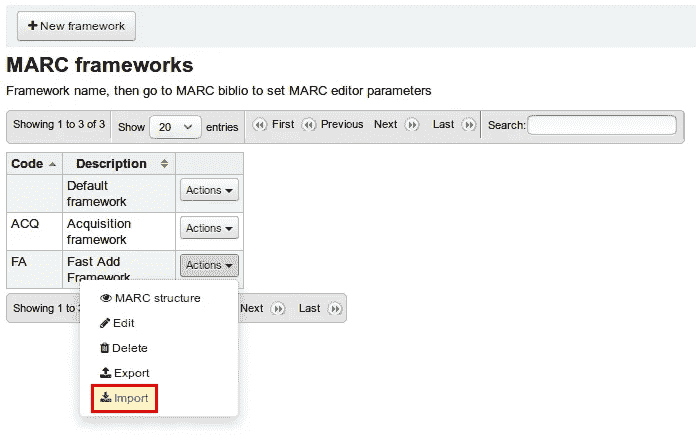 New framework
MARC frameworks
Framework name, then go to MARC biblio to set MARC editor parameters
Showing 1 to 3 of 3 Show 20 entries First Previous Next Last Search:
Code Description
Default framework Actions
ACQ Acquisition framework Actions
FA Fast Add Framework Actions
Showing 1 to 3 Next Last
MARC structure
Edit
Delete
Export
Import